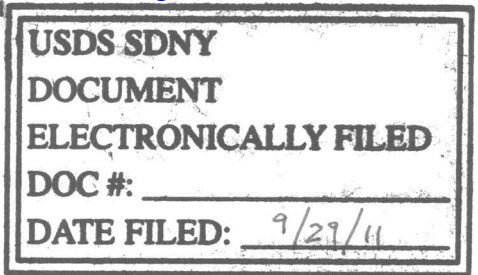 USDS SDNY
DOCUMENT
ELECTRONICALLY FILED
DOC #:
DATE FILED: 9/29/11